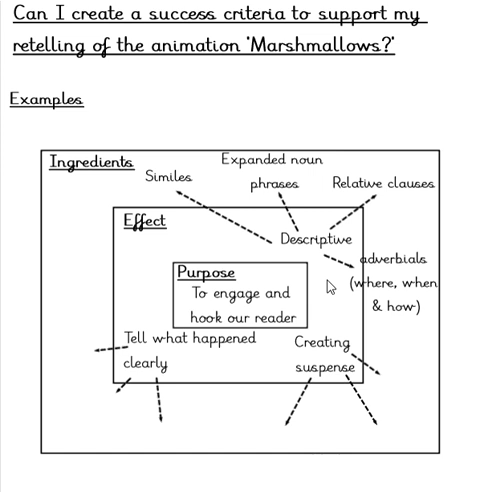 Can I create a success criteria to support my
retelling of the animation 'Marshmallows?'
Examples
Ingredients
Similes
Expanded noun
phrases
Relative clauses
Effect
Descriptive
adverbials
(where, when
& how)
Purpose
To engage and
hook our reader
Tell what happened
clearly
Creating
suspense